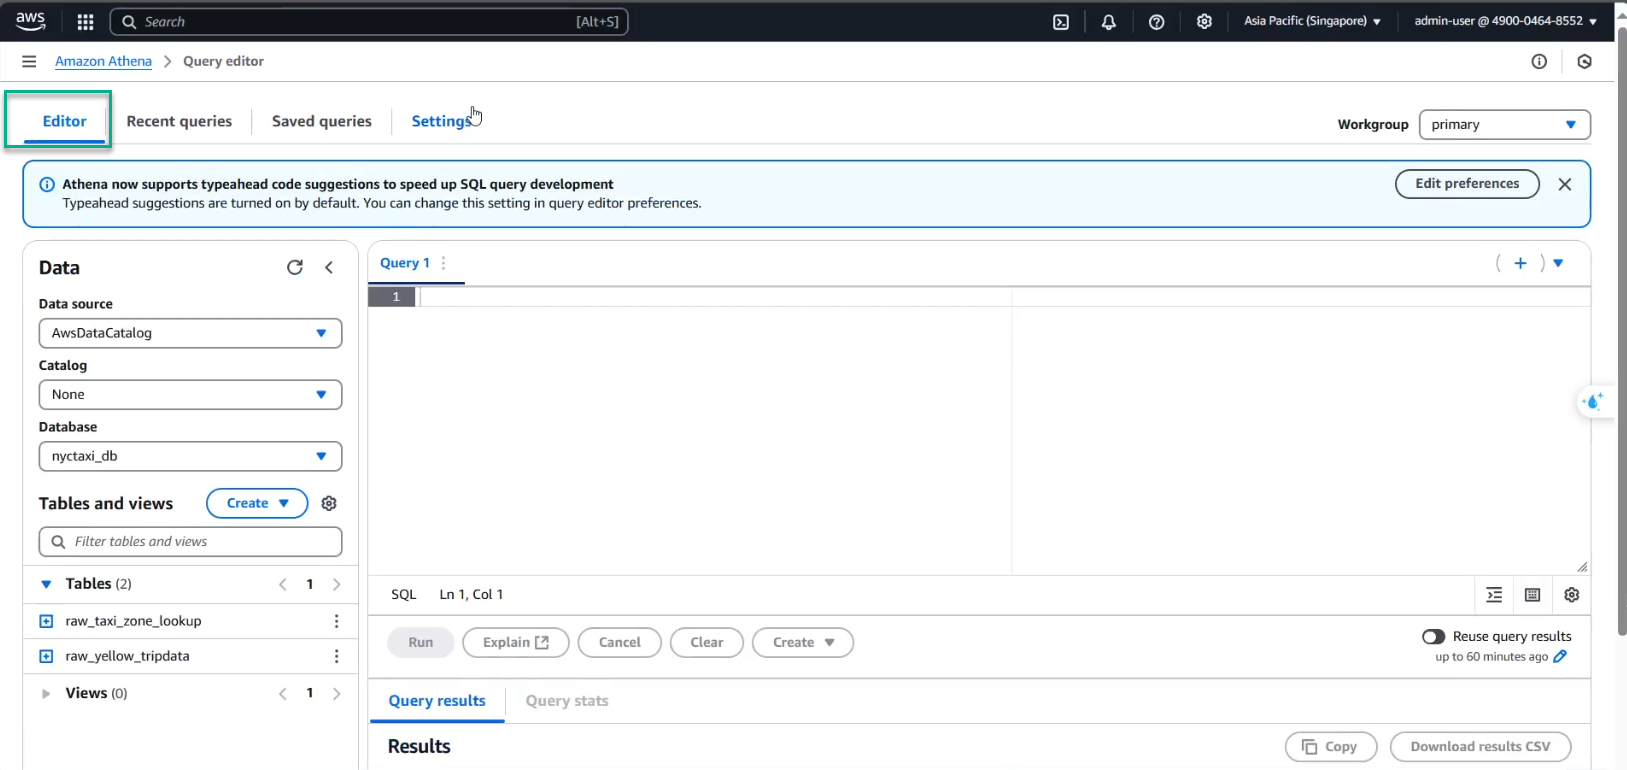 aws Search [Alt+S] Asia Pacific (Singapore) admin-user @ 4900-0464-8552
Amazon Athena Query editor
Editor Recent queries Saved queries Settings Workgroup primary
Athena now supports typeahead code suggestions to speed up SQL query development Edit preferences
Typeahead suggestions are turned on by default. You can change this setting in query editor preferences.
Data
Data source
AwsDataCatalog
Catalog
None
Database
nyctaxi_db
Tables and views Create
Filter tables and views
Tables (2) < 1 >
raw_taxi_zone_lookup
raw_yellow_tripdata
Views (0) < 1 >
Query 1
1
SQL Ln 1, Col 1
Run Explain Cancel Clear Create Reuse query results
up to 60 minutes ago
Query results Query stats
Results Copy Download results CSV